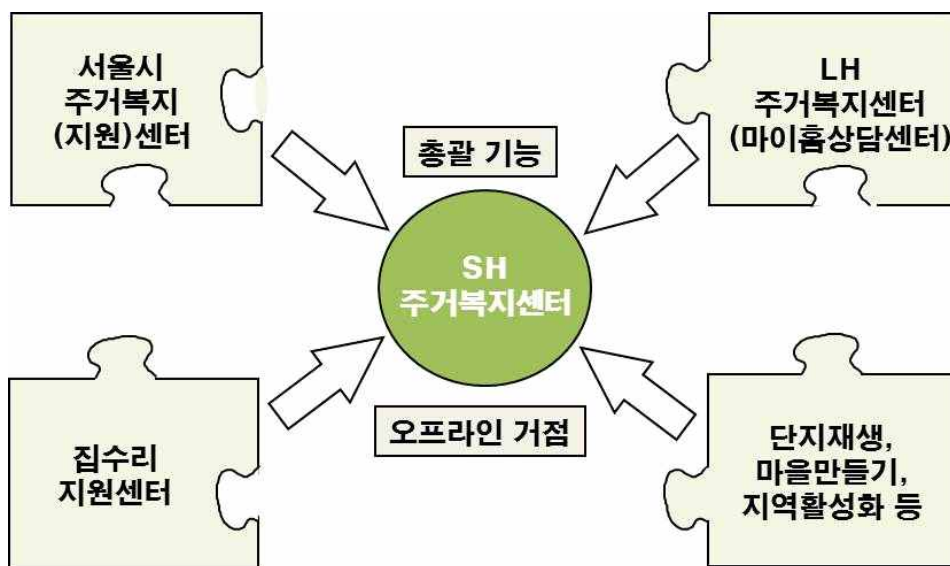 서울시
주거복지
(지원)센터
LH
주거복지센터
(마이홈상담센터)
총괄 기능
SH
주거복지센터
오프라인 거점
집수리
지원센터
단지재생,
마을만들기,
지역활성화 등